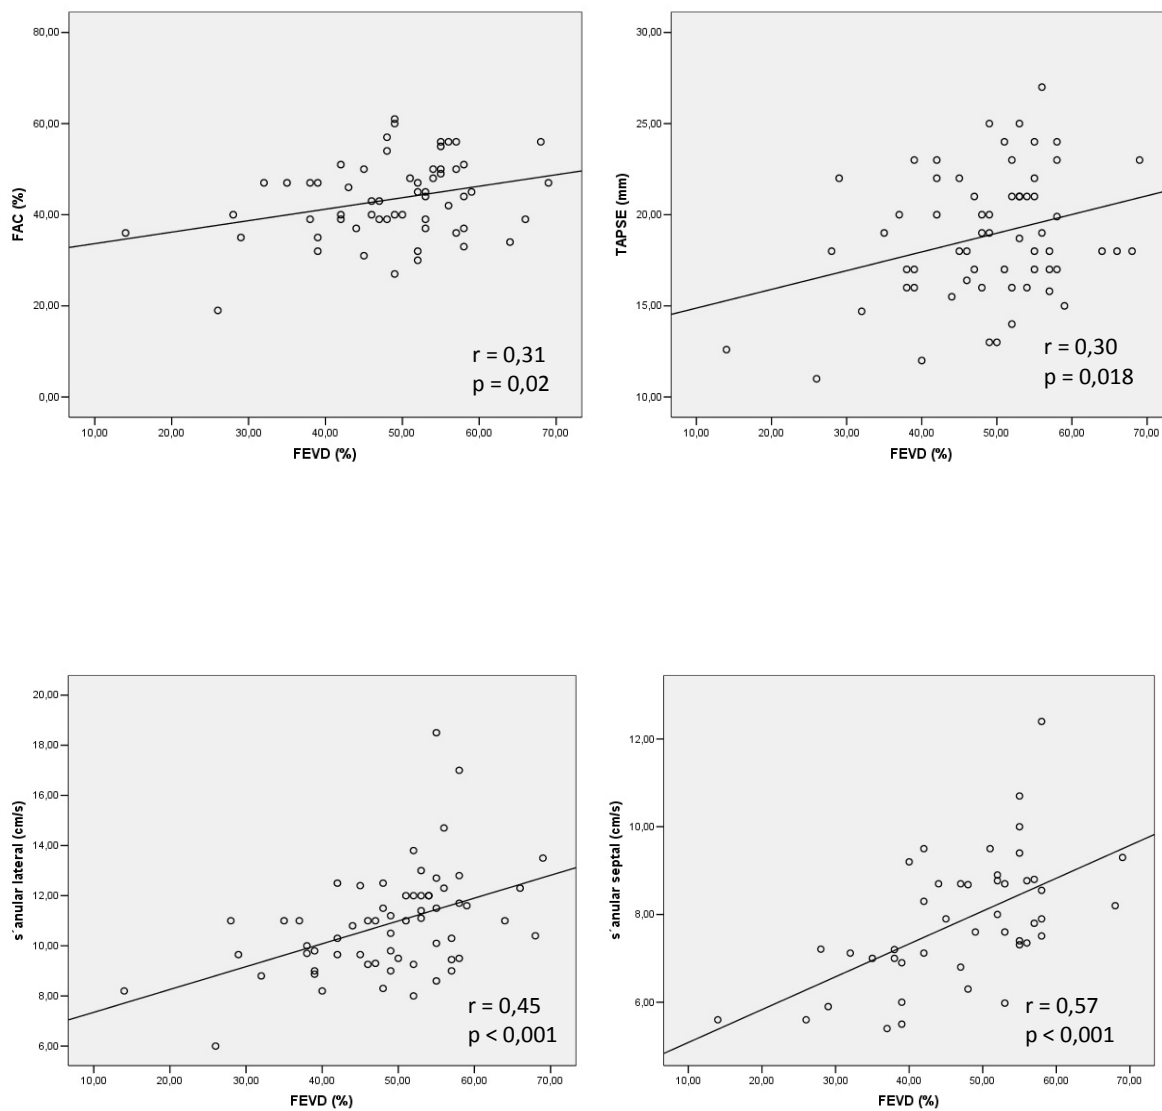 80,00
60,00
40,00
20,00
0,00
FAC (%)
r = 0,31
p = 0,02
10,00 20,00 30,00 40,00 50,00 60,00 70,00
FEVD (%)
30,00
25,00
20,00
15,00
10,00
TAPSE (mm)
r = 0,30
p = 0,018
10,00 20,00 30,00 40,00 50,00 60,00 70,00
FEVD (%)
20,00
18,00
16,00
14,00
12,00
10,00
8,00
6,00
s´anular lateral (cm/s)
r = 0,45
p < 0,001
10,00 20,00 30,00 40,00 50,00 60,00 70,00
FEVD (%)
12,00
10,00
8,00
6,00
s´anular septal (cm/s)
r = 0,57
p < 0,001
10,00 20,00 30,00 40,00 50,00 60,00 70,00
FEVD (%)